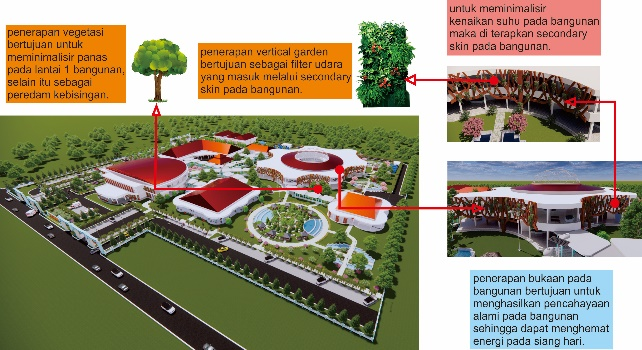 penerapan vegetasi
bertujuan untuk
meminimalisir panas
pada lantai 1 bangunan,
selain itu sebagai
peredam kebisingan.
penerapan vertical garden
bertujuan sebagai filter udara
yang masuk melalui secondary
skin pada bangunan.
untuk meminimalisir
kenaikan suhu pada bangunan
maka di terapkan secondary
skin pada bangunan.
penerapan bukaan pada
bangunan bertujuan untuk
menghasilkan pencahayaan
alami pada bangunan
sehingga dapat menghemat
energi pada siang hari.